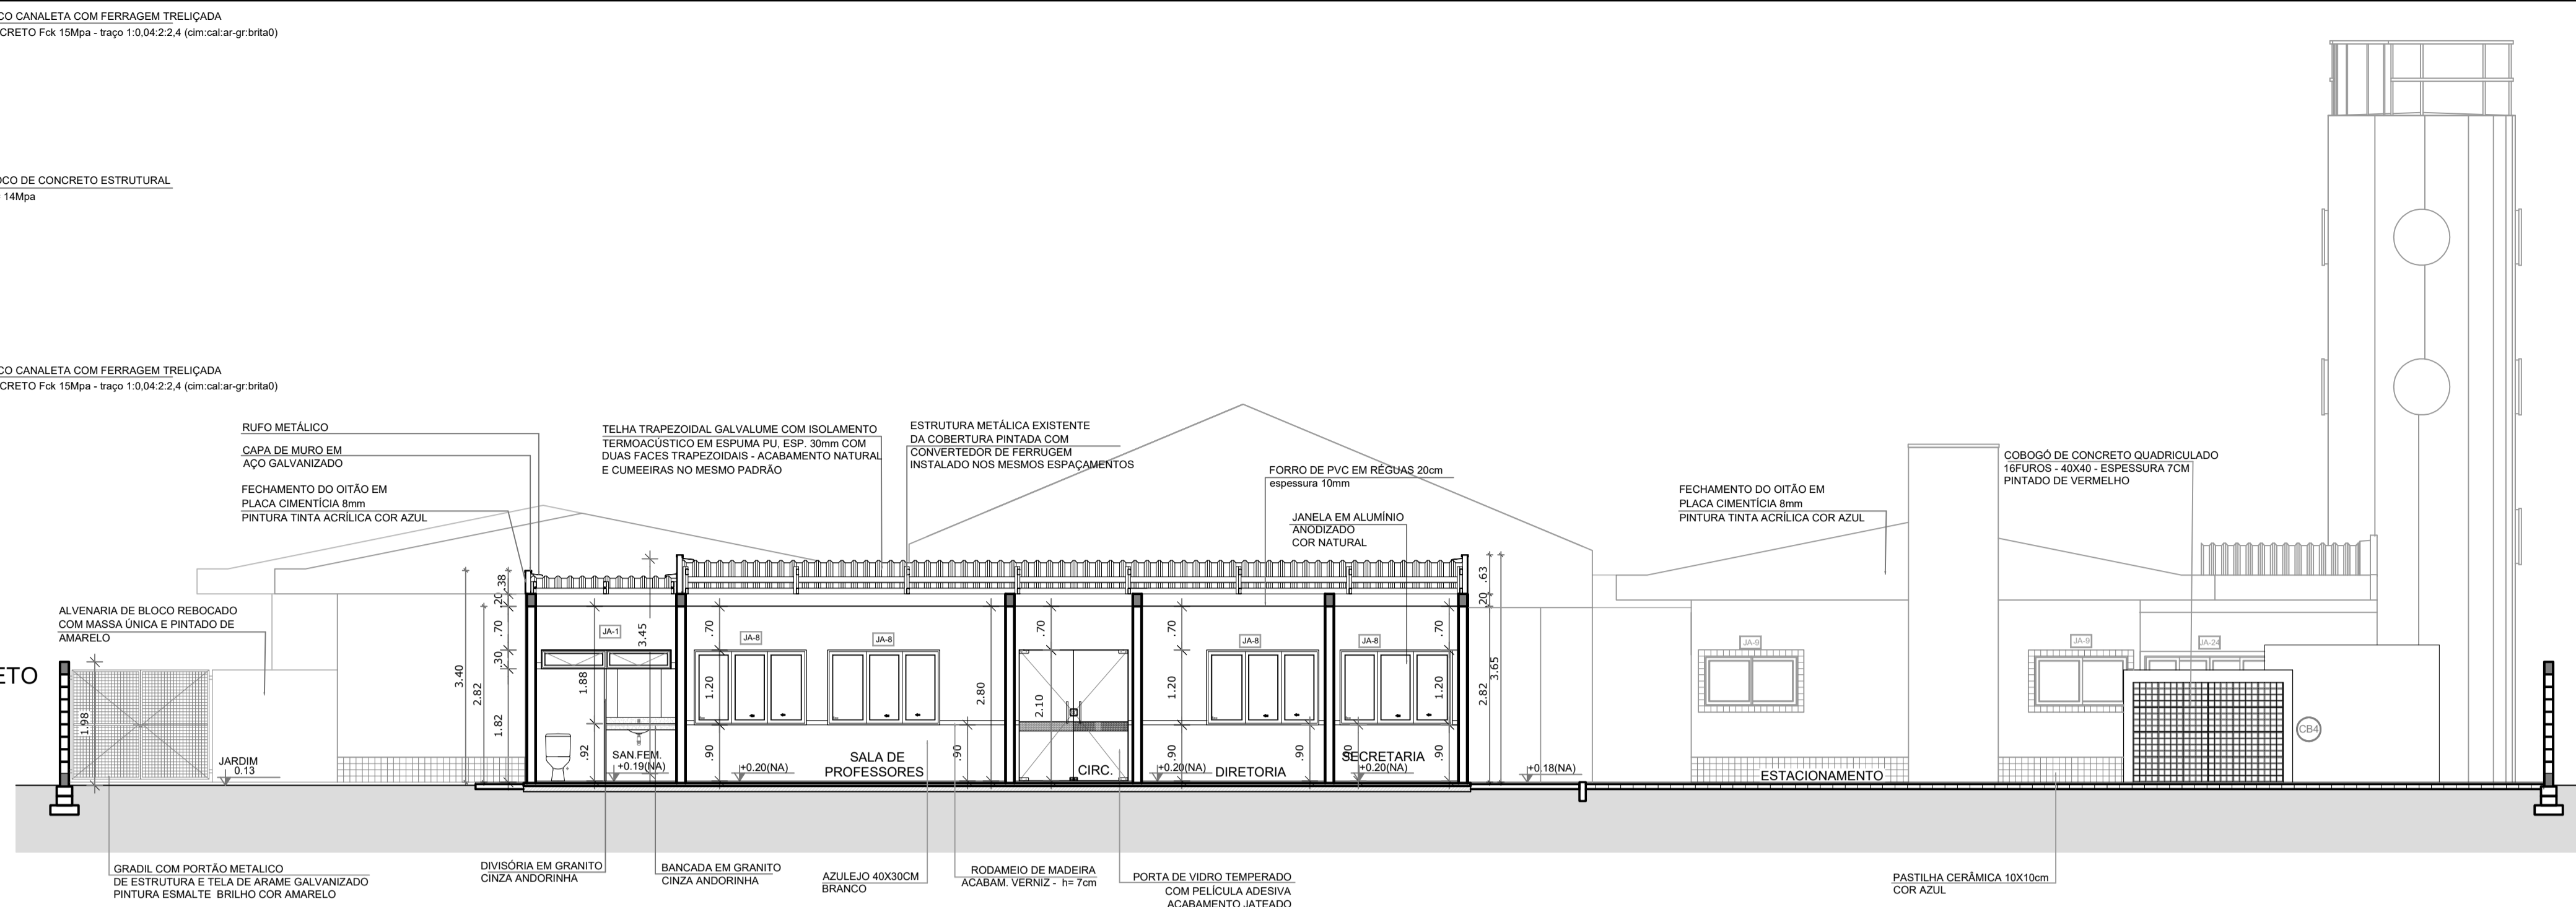 CO CANALETA COM FERRAGEM TRELIÇADA
CRETO Fck 15Mpa - traço 1:0,04:2:2,4 (cim:cal:ar-gr:brita0)
OCO DE CONCRETO ESTRUTURAL
14Mpa
CO CANALETA COM FERRAGEM TRELIÇADA
CRETO Fck 15Mpa - traço 1:0,04:2:2,4 (cim:cal:ar-gr:brita0)
RUFO METÁLICO
CAPA DE MURO EM
AÇO GALVANIZADO
FECHAMENTO DO OITÃO EM
PLACA CIMENTÍCIA 8mm
PINTURA TINTA ACRÍLICA COR AZUL
TELHA TRAPEZOIDAL GALVALUME COM ISOLAMENTO
TERMOACÚSTICO EM ESPUMA PU, ESP. 30mm COM
DUAS FACES TRAPEZOIDAIS - ACABAMENTO NATURAL
E CUMEEIRAS NO MESMO PADRÃO
ESTRUTURA METÁLICA EXISTENTE
DA COBERTURA PINTADA COM
CONVERTEDOR DE FERRUGEM
INSTALADO NOS MESMOS ESPAÇAMENTOS
FORRO DE PVC EM RÉGUAS 20cm
espessura 10mm
JANELA EM ALUMÍNIO
ANODIZADO
COR NATURAL
FECHAMENTO DO OITÃO EM
PLACA CIMENTÍCIA 8mm
PINTURA TINTA ACRÍLICA COR AZUL
COBOGÓ DE CONCRETO QUADRICULADO
16FUROS - 40X40 - ESPESSURA 7CM
PINTADO DE VERMELHO
ALVENARIA DE BLOCO REBOCADO
COM MASSA ÚNICA E PINTADO DE
AMARELO
ETO
1.98
JARDIM
0.13
3.40
2.82
.38
.20
.70
.30
1.82
JA-1
1.88
.92
3.45
SAN.FEM.
+0.19(NA)
JA-8
.70
1.20
.90
+0.20(NA)
JA-8
SALA DE
PROFESSORES
2.80
.90
.70
2.10
CIRC.
.70
1.20
.90
+0.20(NA)
DIRETORIA
JA-8
.90
JA-8
.90
SECRETARIA
+0.20(NA)
.70
1.20
.90
.63
.20
2.82
3.65
+0.18(NA)
JA-9
ESTACIONAMENTO
JA-9
JA-24
CB4
GRADIL COM PORTÃO METALICO
DE ESTRUTURA E TELA DE ARAME GALVANIZADO
PINTURA ESMALTE BRILHO COR AMARELO
DIVISÓRIA EM GRANITO
CINZA ANDORINHA
BANCADA EM GRANITO
CINZA ANDORINHA
AZULEJO 40X30CM
BRANCO
RODAMEIO DE MADEIRA
ACABAM. VERNIZ - h= 7cm
PORTA DE VIDRO TEMPERADO
COM PELÍCULA ADESIVA
ACABAMENTO JATEADO
PASTILHA CERÂMICA 10X10cm
COR AZUL